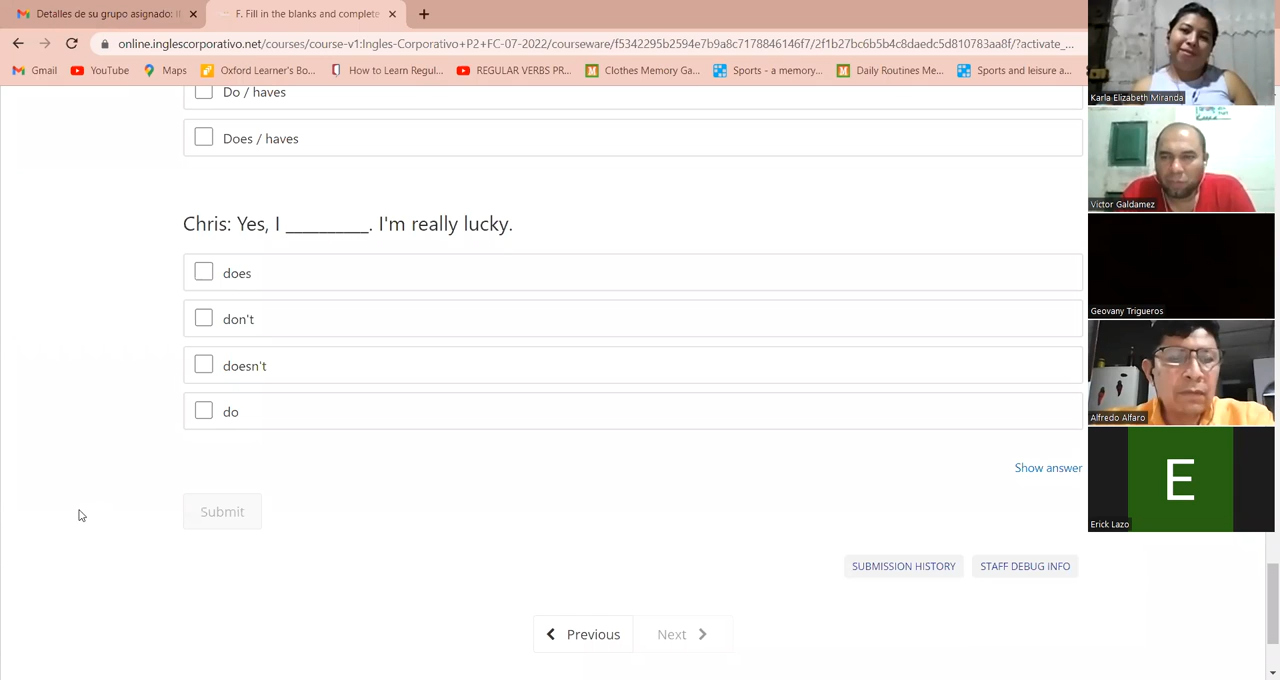 Detalles de su grupo asignado: I
F. Fill in the blanks and complete
online.inglescorporativo.net/courses/course-v1:Ingles-Corporativo+P2+FC-07-2022/courseware/f5342295b2594e7b9a8c7178846146f7/2f1b27bc6b5b4c8daedc5d810783aa8f/?activate_...
Gmail
YouTube
Maps
Oxford Learner's Bo...
How to Learn Regul...
REGULAR VERBS PR...
Clothes Memory Ga...
Sports - a memory...
Daily Routines Me...
Sports and leisure a...
Do / haves
Does / haves
Chris: Yes, I __________. I'm really lucky.
does
don't
doesn't
do
Show answer
Submit
SUBMISSION HISTORY
STAFF DEBUG INFO
Previous
Next
Karla Elizabeth Miranda
Victor Galdamez
Geovany Trigueros
Alfredo Alfaro
E
Erick Lazo